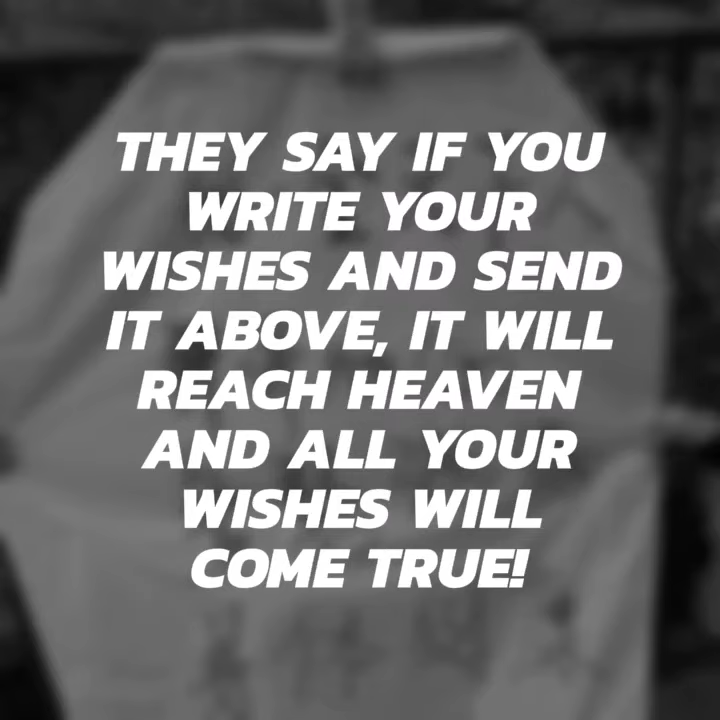 THEY SAY IF YOU
WRITE YOUR
WISHES AND SEND
IT ABOVE, IT WILL
REACH HEAVEN
AND ALL YOUR
WISHES WILL
COME TRUE!